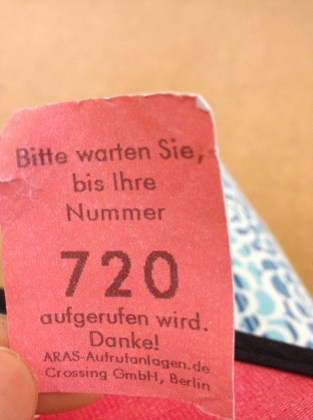 Bitte warten Sie,
bis Ihre
Nummer
720
aufgerufen wird.
Danke!
ARAS-Aufrufanlagen.de
Crossing GmbH, Berlin